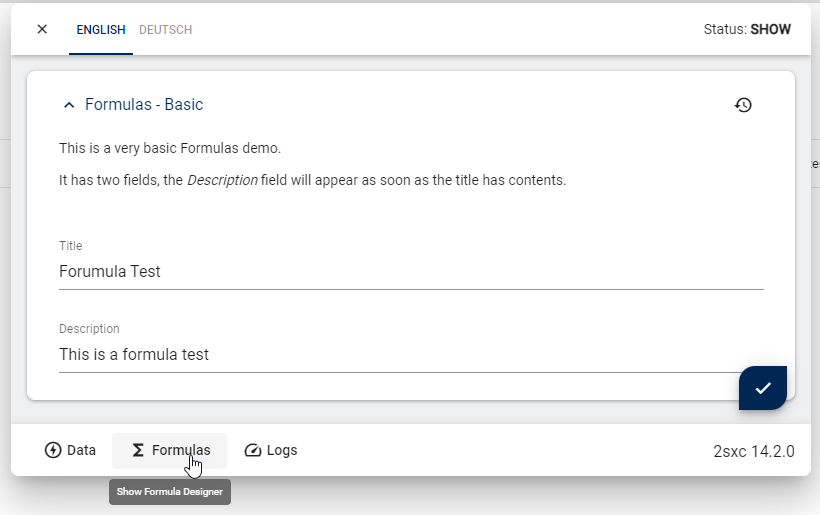 ENGLISH DEUTSCH Status: SHOW
Formulas - Basic
This is a very basic Formulas demo.
It has two fields, the Description field will appear as soon as the title has contents.
Title
Forumula Test
Description
This is a formula test
Data Formulas Logs 2sxc 14.2.0
Show Formula Designer